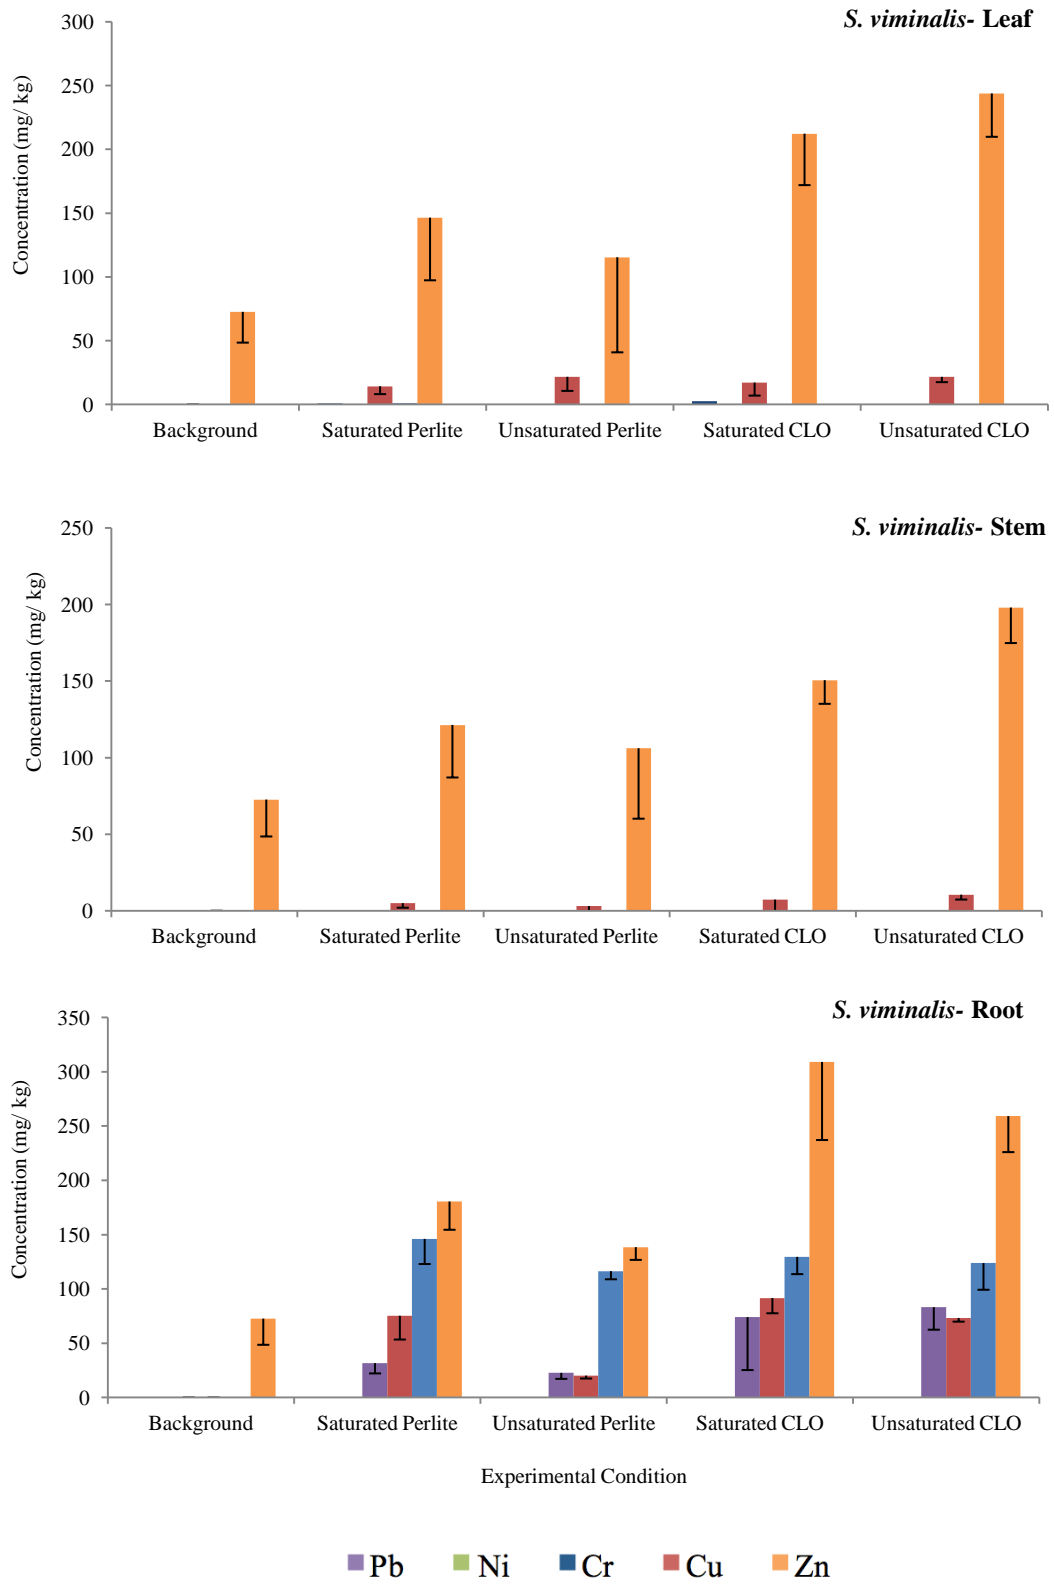 S. viminalis- Leaf
Concentration (mg/ kg)
300
250
200
150
100
50
0
Background Saturated Perlite Unsaturated Perlite Saturated CLO Unsaturated CLO
S. viminalis- Stem
Concentration (mg/ kg)
250
200
150
100
50
0
Background Saturated Perlite Unsaturated Perlite Saturated CLO Unsaturated CLO
S. viminalis- Root
Concentration (mg/ kg)
350
300
250
200
150
100
50
0
Background Saturated Perlite Unsaturated Perlite Saturated CLO Unsaturated CLO
Experimental Condition
Pb Ni Cr Cu Zn